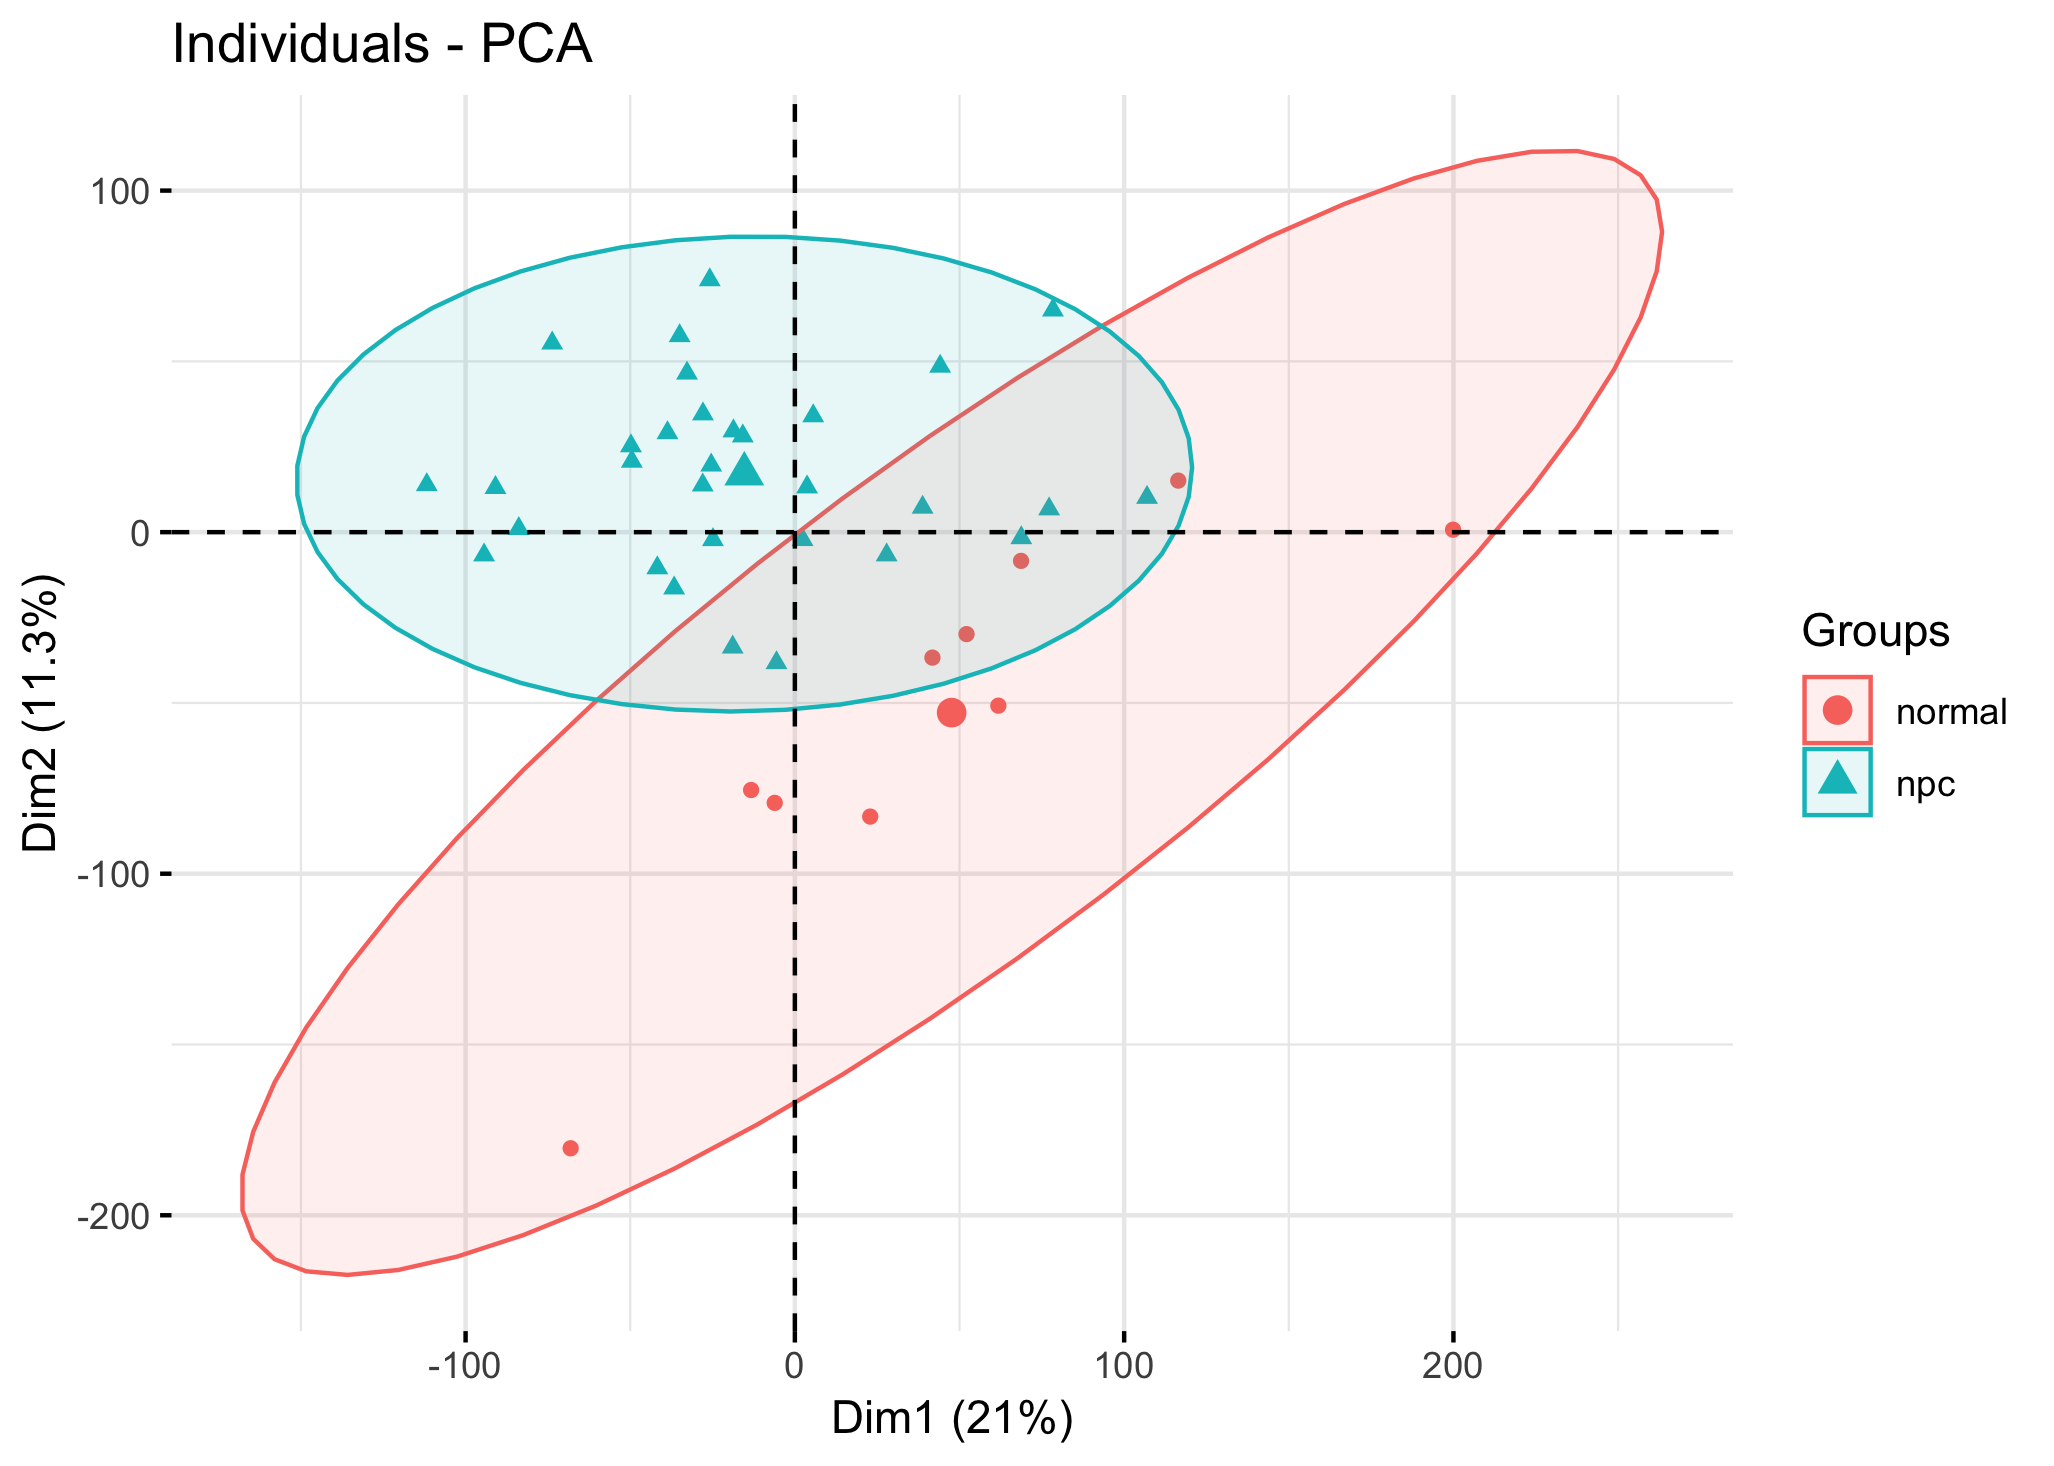 Individuals - PCA
100
0
-100
-200
Dim2 (11.3%)
-100
0
100
200
Dim1 (21%)
Groups
normal
npc